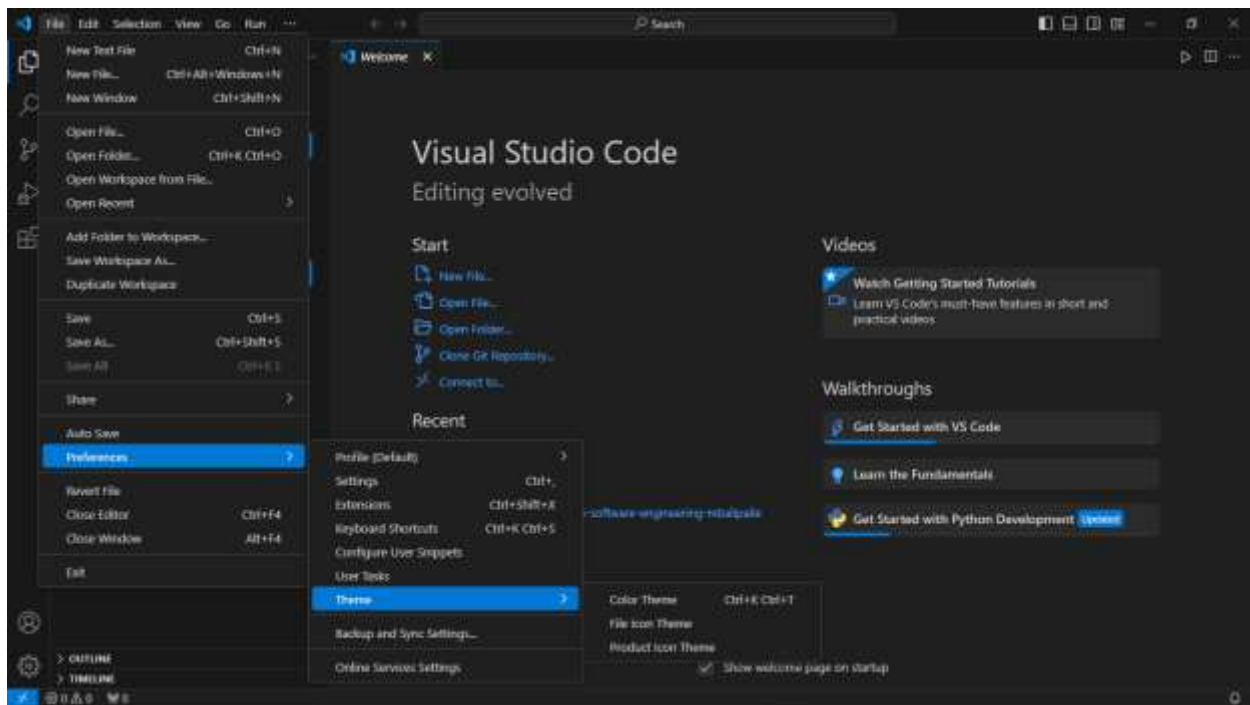 File Edit Selection View Go Run ···
Search
New Text File Ctrl+N
New File... Ctrl+Alt+Windows+N
New Window Ctrl+Shift+N
Open File... Ctrl+O
Open Folder... Ctrl+K Ctrl+O
Open Workspace from File...
Open Recent
Add Folder to Workspace...
Save Workspace As...
Duplicate Workspace
Save Ctrl+S
Save As... Ctrl+Shift+S
Save All Ctrl+K S
Share
Auto Save
Preferences
Revert File
Close Editor Ctrl+F4
Close Window Alt+F4
Exit
Profile (Default)
Settings Ctrl+,
Extensions Ctrl+Shift+X
Keyboard Shortcuts Ctrl+K Ctrl+S
Configure User Snippets
User Tasks
Theme
Backup and Sync Settings...
Online Services Settings
Color Theme Ctrl+K Ctrl+T
File Icon Theme
Product Icon Theme
Welcome
Visual Studio Code
Editing evolved
Start
New File...
Open File...
Open Folder...
Clone Git Repository...
Connect to...
Recent
-software-engineering-
Videos
Watch Getting Started Tutorials
Learn VS Code's must-have features in short and
practical videos
Walkthroughs
Get Started with VS Code
Learn the Fundamentals
Get Started with Python Development Updated
Show welcome page on startup
OUTLINE
TIMELINE
0 0 0